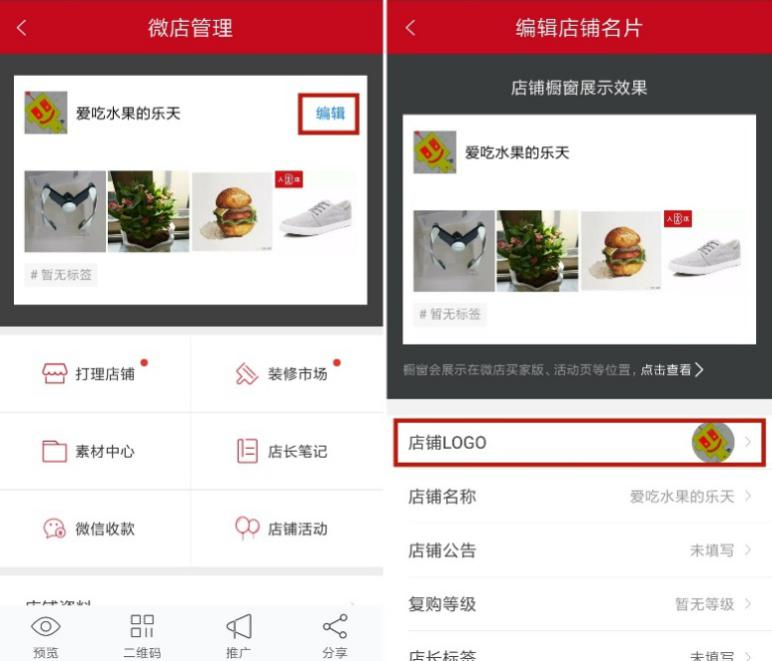 微店管理
爱吃水果的乐天
编辑
# 暂无标签
打理店铺
装修市场
素材中心
店长笔记
微信收款
店铺活动
店铺资料
预览
二维码
推广
分享
编辑店铺名片
店铺橱窗展示效果
爱吃水果的乐天
# 暂无标签
橱窗会展示在微店买家版、活动页等位置，点击查看
店铺LOGO
店铺名称
爱吃水果的乐天
店铺公告
未填写
复购等级
暂无等级
店长标签
未填写